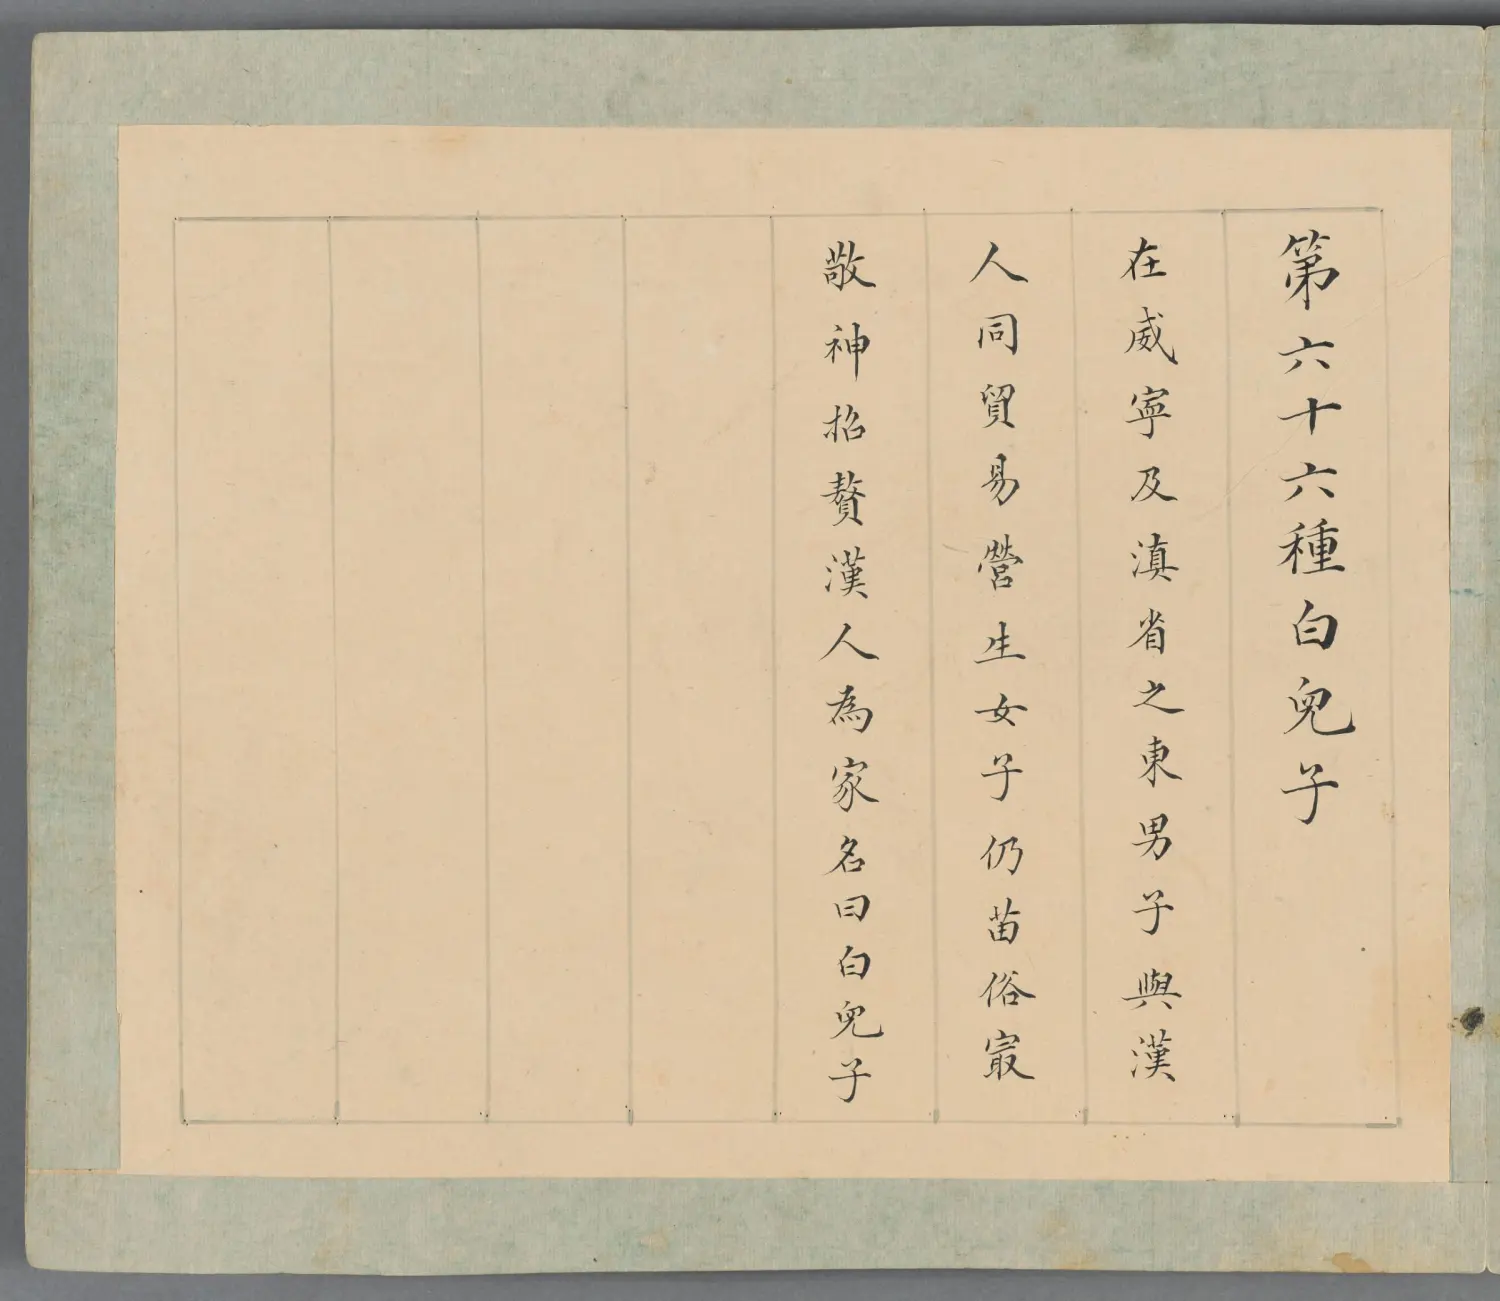 第六十六種白兒子
在威寧及滇省之東男子與漢
人同貿易營生女子仍苗俗㝡
敬神招贅漢人為家名曰白兒子